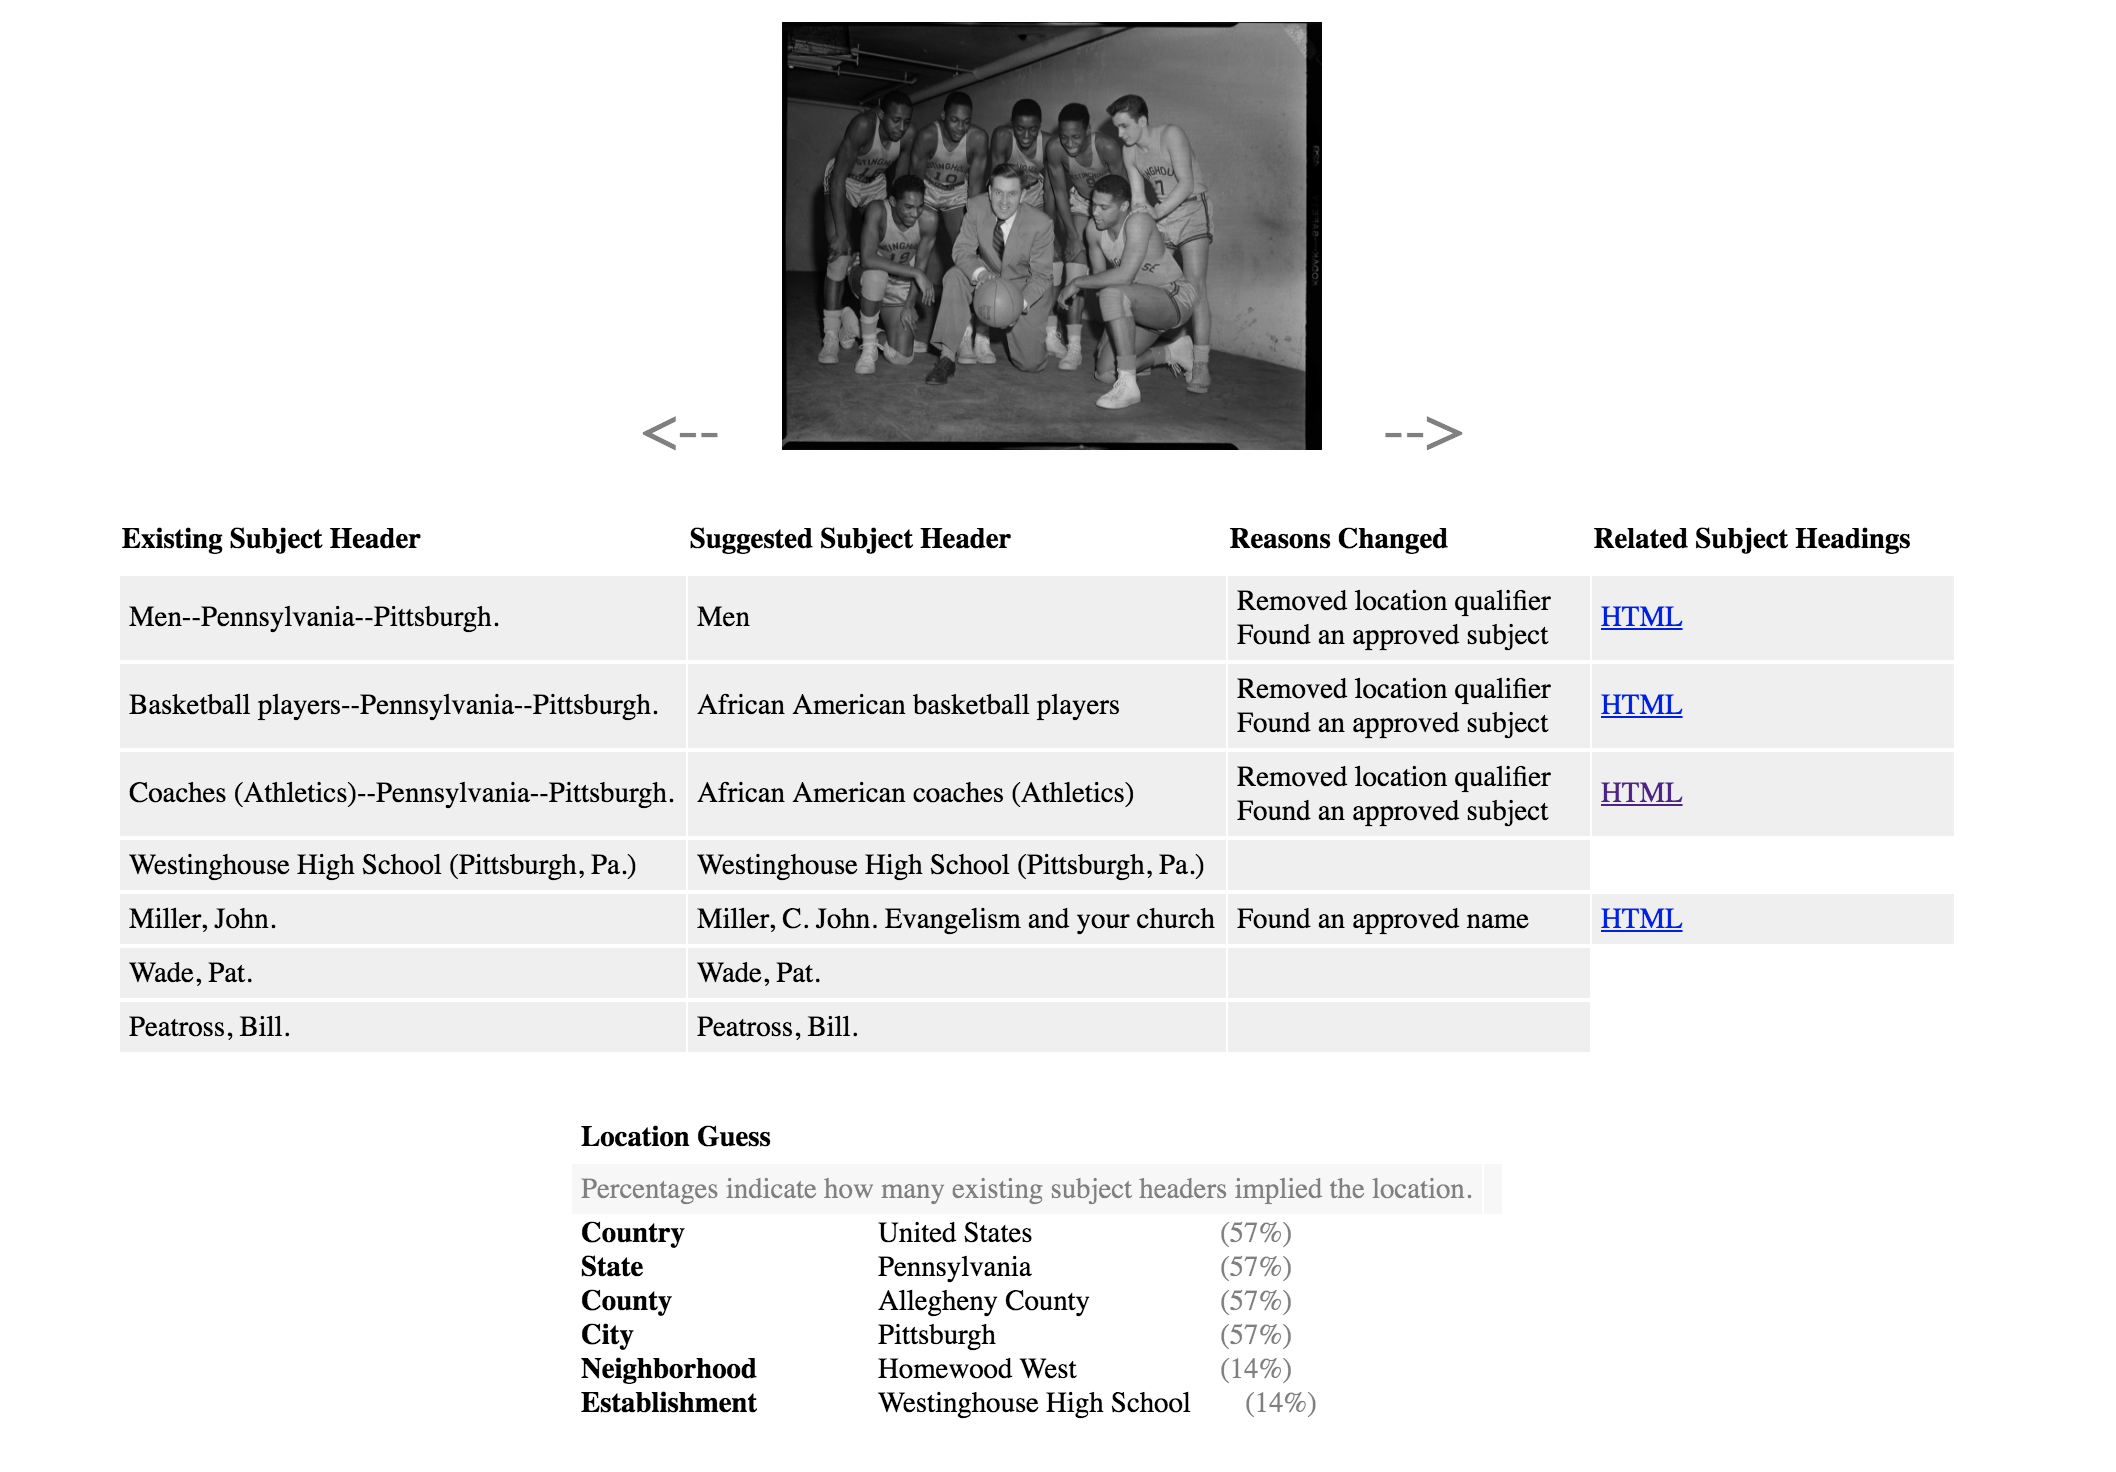 <-- -->
Existing Subject Header Suggested Subject Header Reasons Changed Related Subject Headings
Men--Pennsylvania--Pittsburgh. Men Removed location qualifier
Found an approved subject HTML
Basketball players--Pennsylvania--Pittsburgh. African American basketball players Removed location qualifier
Found an approved subject HTML
Coaches (Athletics)--Pennsylvania--Pittsburgh. African American coaches (Athletics) Removed location qualifier
Found an approved subject HTML
Westinghouse High School (Pittsburgh, Pa.) Westinghouse High School (Pittsburgh, Pa.)
Miller, John. Miller, C. John. Evangelism and your church Found an approved name HTML
Wade, Pat. Wade, Pat.
Peatross, Bill. Peatross, Bill.
Location Guess
Percentages indicate how many existing subject headers implied the location.
Country United States (57%)
State Pennsylvania (57%)
County Allegheny County (57%)
City Pittsburgh (57%)
Neighborhood Homewood West (14%)
Establishment Westinghouse High School (14%)